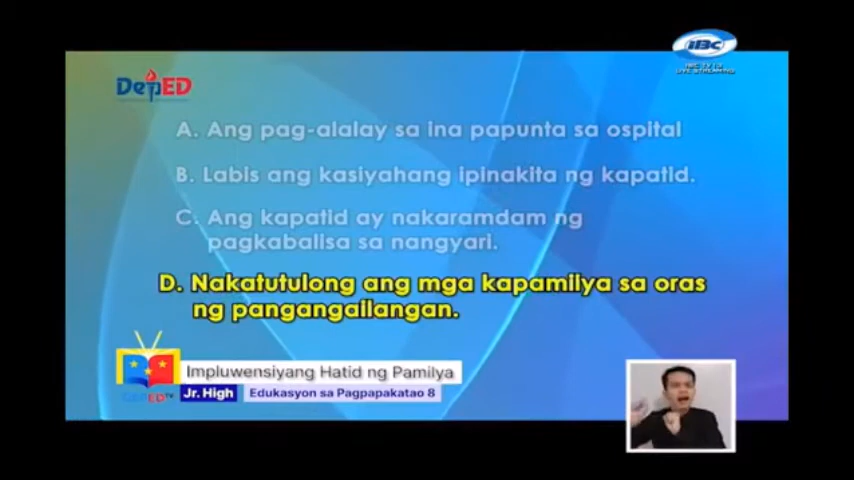 IBC
IBC TV 13
LIVE STREAMING
DepED
A. Ang pag-alalay sa ina papunta sa ospital
B. Labis ang kasiyahang ipinakita ng kapatid.
C. Ang kapatid ay nakaramdam ng
pagkabalisa sa nangyari.
D. Nakatutulong ang mga kapamilya sa oras
ng pangangailangan.
Impluwensiyang Hatid ng Pamilya
DepED TV
Jr. High
Edukasyon sa Pagpapakatao 8